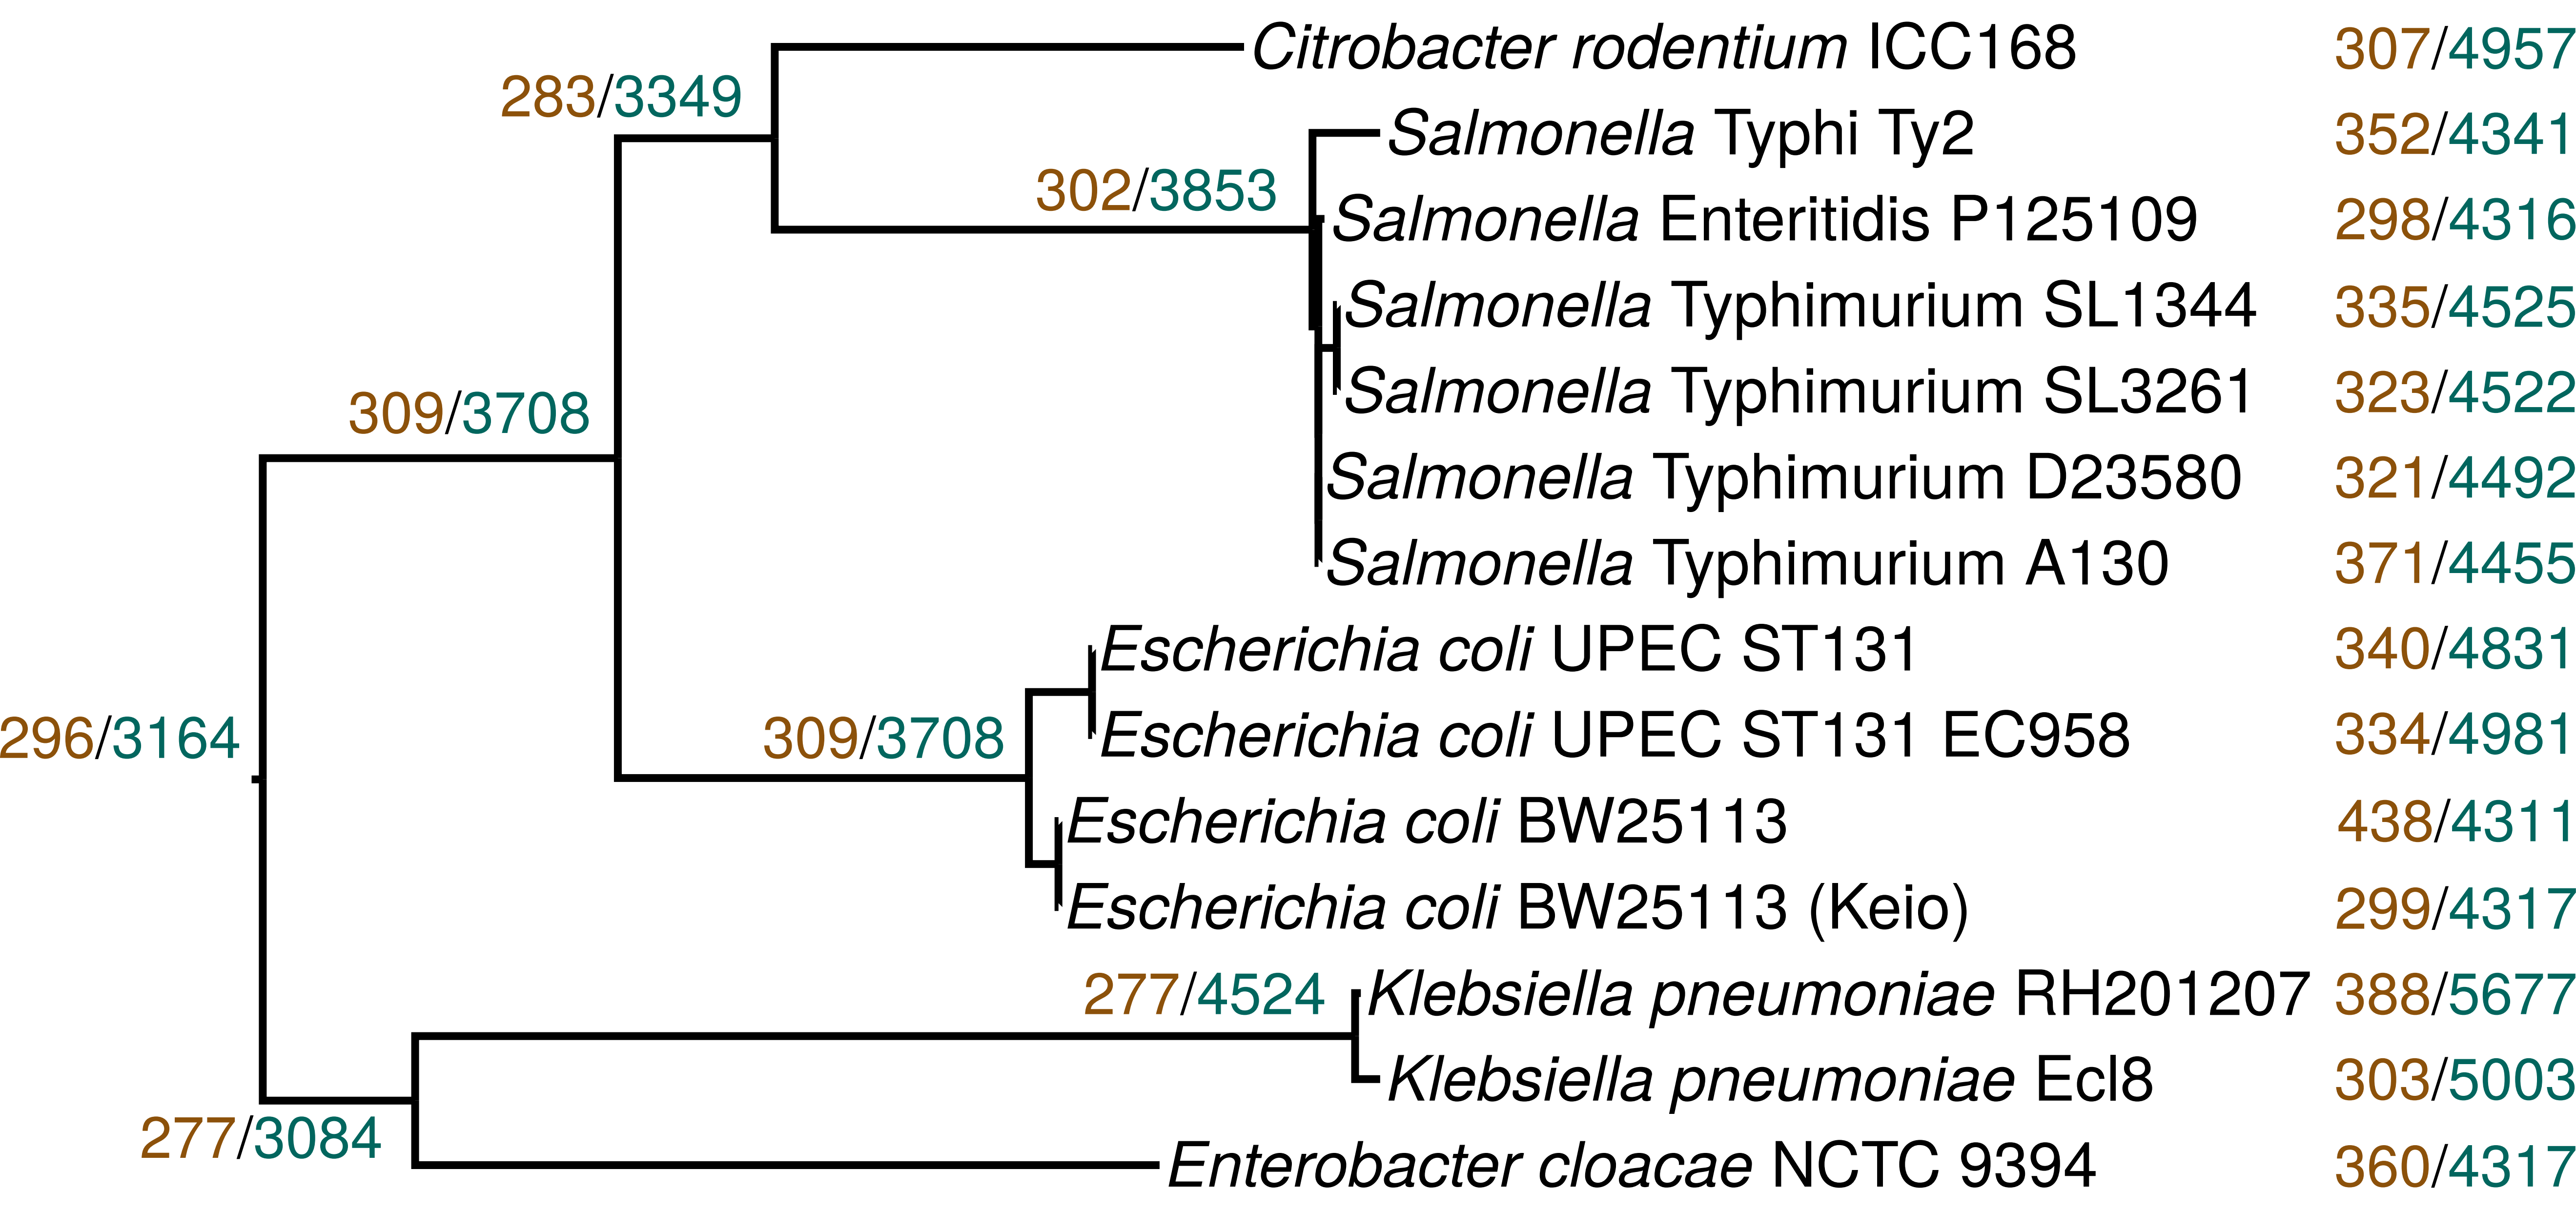 Citrobacter rodentium ICC168 307/4957
283/3349
Salmonella Typhi Ty2 352/4341
302/3853
Salmonella Enteritidis P125109 298/4316
Salmonella Typhimurium SL1344 335/4525
Salmonella Typhimurium SL3261 323/4522
309/3708
Salmonella Typhimurium D23580 321/4492
Salmonella Typhimurium A130 371/4455
Escherichia coli UPEC ST131 340/4831
296/3164
309/3708
Escherichia coli UPEC ST131 EC958 334/4981
Escherichia coli BW25113 438/4311
Escherichia coli BW25113 (Keio) 299/4317
277/4524
Klebsiella pneumoniae RH201207 388/5677
Klebsiella pneumoniae Ecl8 303/5003
277/3084
Enterobacter cloacae NCTC 9394 360/4317